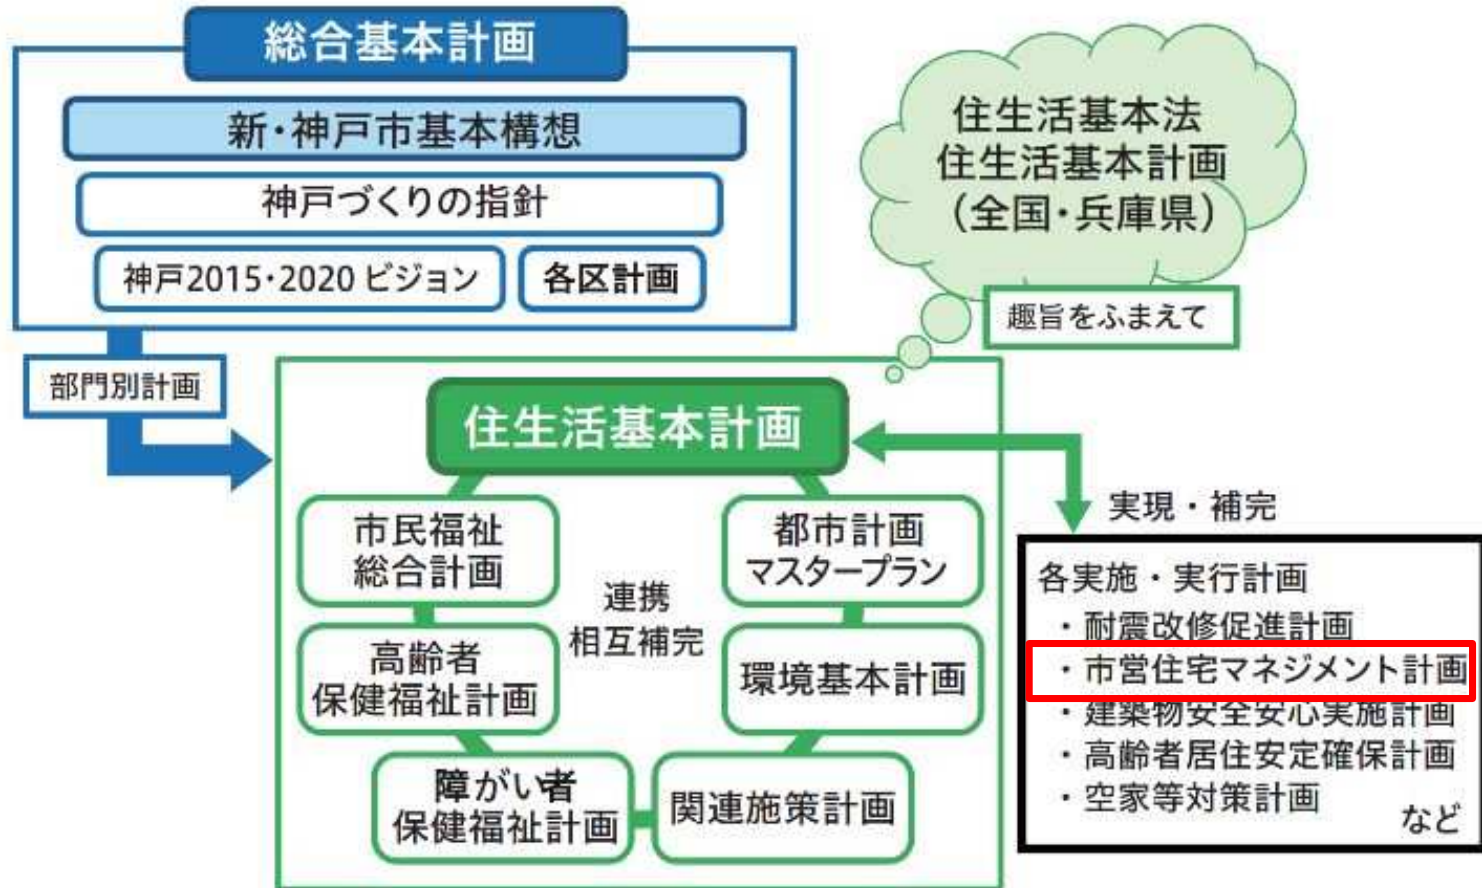 総合基本計画
新・神戸市基本構想
神戸づくりの指針
神戸2015・2020 ビジョン
各区計画
部門別計画
住生活基本法
住生活基本計画
（全国・兵庫県）
趣旨をふまえて
住生活基本計画
市民福祉
総合計画
高齢者
保健福祉計画
障がい者
保健福祉計画
連携
相互補完
都市計画
マスタープラン
環境基本計画
関連施策計画
実現・補完
各実施・実行計画
・耐震改修促進計画
・市営住宅マネジメント計画
・建築物安全安心実施計画
・高齢者居住安定確保計画
・空家等対策計画
など